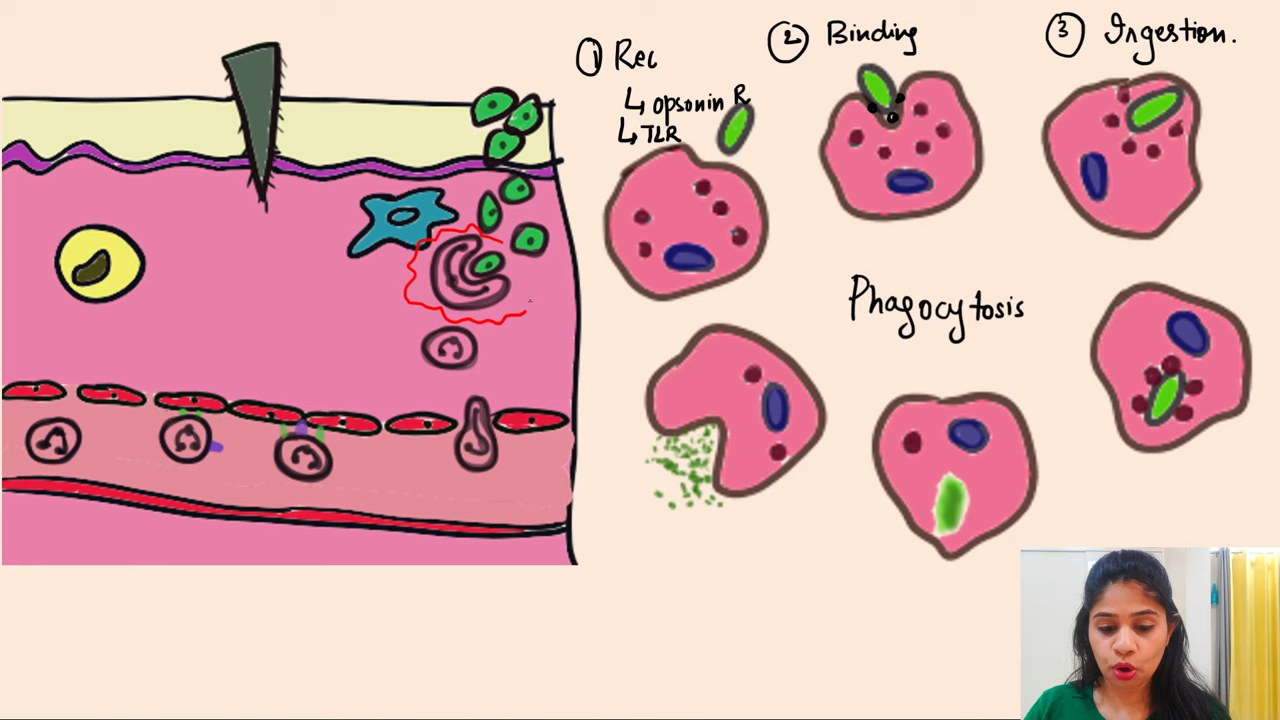 ① Rec
↳ opsonin R
↳ TLR
② Binding
③ Ingestion.
Phagocytosis